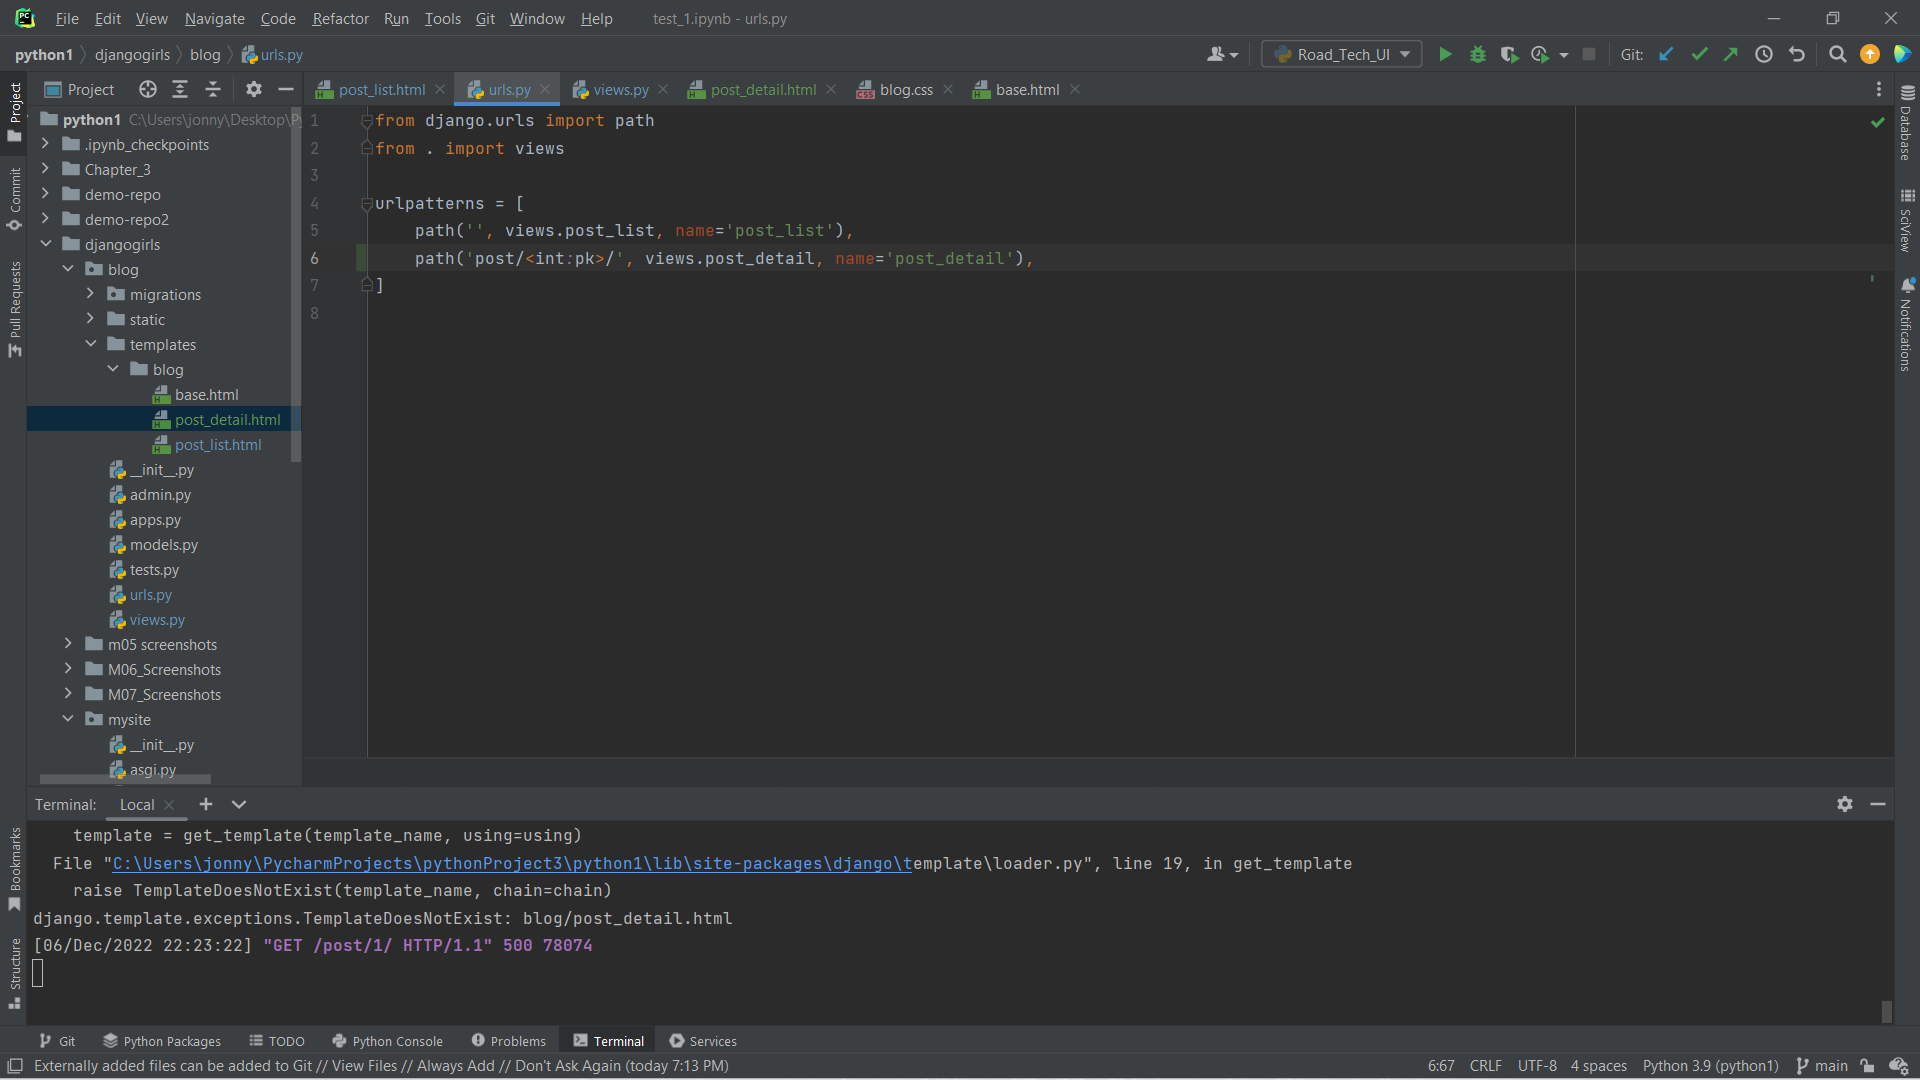 File Edit View Navigate Code Refactor Run Tools Git Window Help test_1.ipynb - urls.py
python1 djangogirls blog urls.py Road_Tech_UI Git:
Project
post_list.html urls.py views.py post_detail.html blog.css base.html
python1 C:\Users\jonny\Desktop\
.ipynb_checkpoints
Chapter_3
demo-repo
demo-repo2
djangogirls
blog
migrations
static
templates
blog
base.html
post_detail.html
post_list.html
__init__.py
admin.py
apps.py
models.py
tests.py
urls.py
views.py
m05 screenshots
M06_Screenshots
M07_Screenshots
mysite
__init__.py
asgi.py
1 from django.urls import path
2 from . import views
3
4 urlpatterns = [
5 path('', views.post_list, name='post_list'),
6 path('post/<int:pk>/', views.post_detail, name='post_detail'),
7 ]
8
Project
Commit
Pull Requests
Bookmarks
Structure
Database
SciView
Notifications
Terminal: Local
template = get_template(template_name, using=using)
File "C:\Users\jonny\PycharmProjects\pythonProject3\python1\lib\site-packages\django\template\loader.py", line 19, in get_template
raise TemplateDoesNotExist(template_name, chain=chain)
django.template.exceptions.TemplateDoesNotExist: blog/post_detail.html
[06/Dec/2022 22:23:22] "GET /post/1/ HTTP/1.1" 500 78074
Git Python Packages TODO Python Console Problems Terminal Services
Externally added files can be added to Git // View Files // Always Add // Don't Ask Again (today 7:13 PM) 6:67 CRLF UTF-8 4 spaces Python 3.9 (python1) main